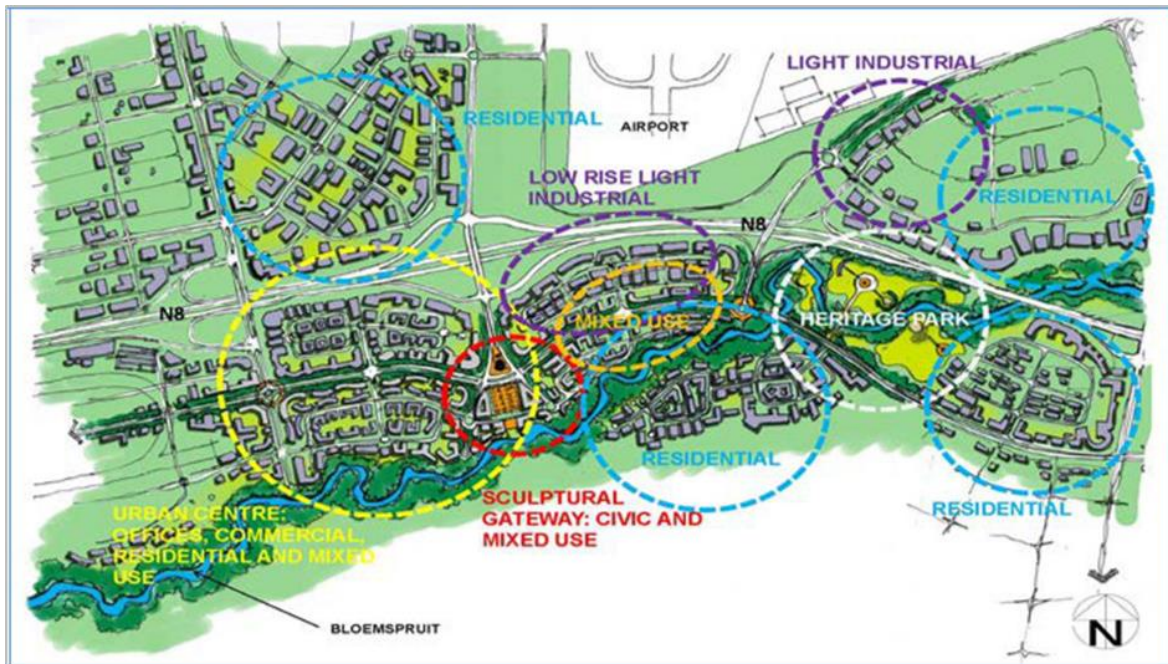 LIGHT INDUSTRIAL
RESIDENTIAL
AIRPORT
LOW RISE LIGHT
INDUSTRIAL
RESIDENTIAL
N8
N8
MIXED USE
HERITAGE PARK
RESIDENTIAL
URBAN CENTRE:
OFFICES, COMMERCIAL,
RESIDENTIAL AND MIXED
USE
SCULPTURAL
GATEWAY: CIVIC AND
MIXED USE
RESIDENTIAL
BLOEMSPRUIT
N